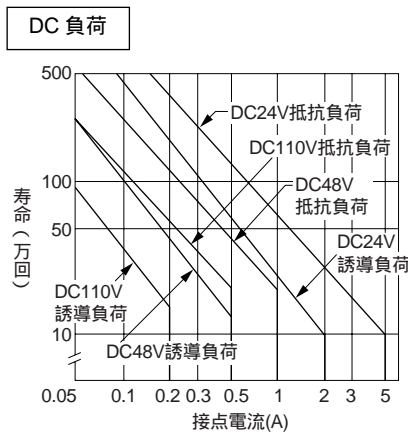 DC 負荷
500
100
50
10
寿命(万回)
DC24V抵抗負荷
DC110V抵抗負荷
DC48V
抵抗負荷
DC24V
誘導負荷
DC110V
誘導負荷
DC48V誘導負荷
0.05 0.1 0.2 0.3 0.5 1 2 3 5
接点電流(A)